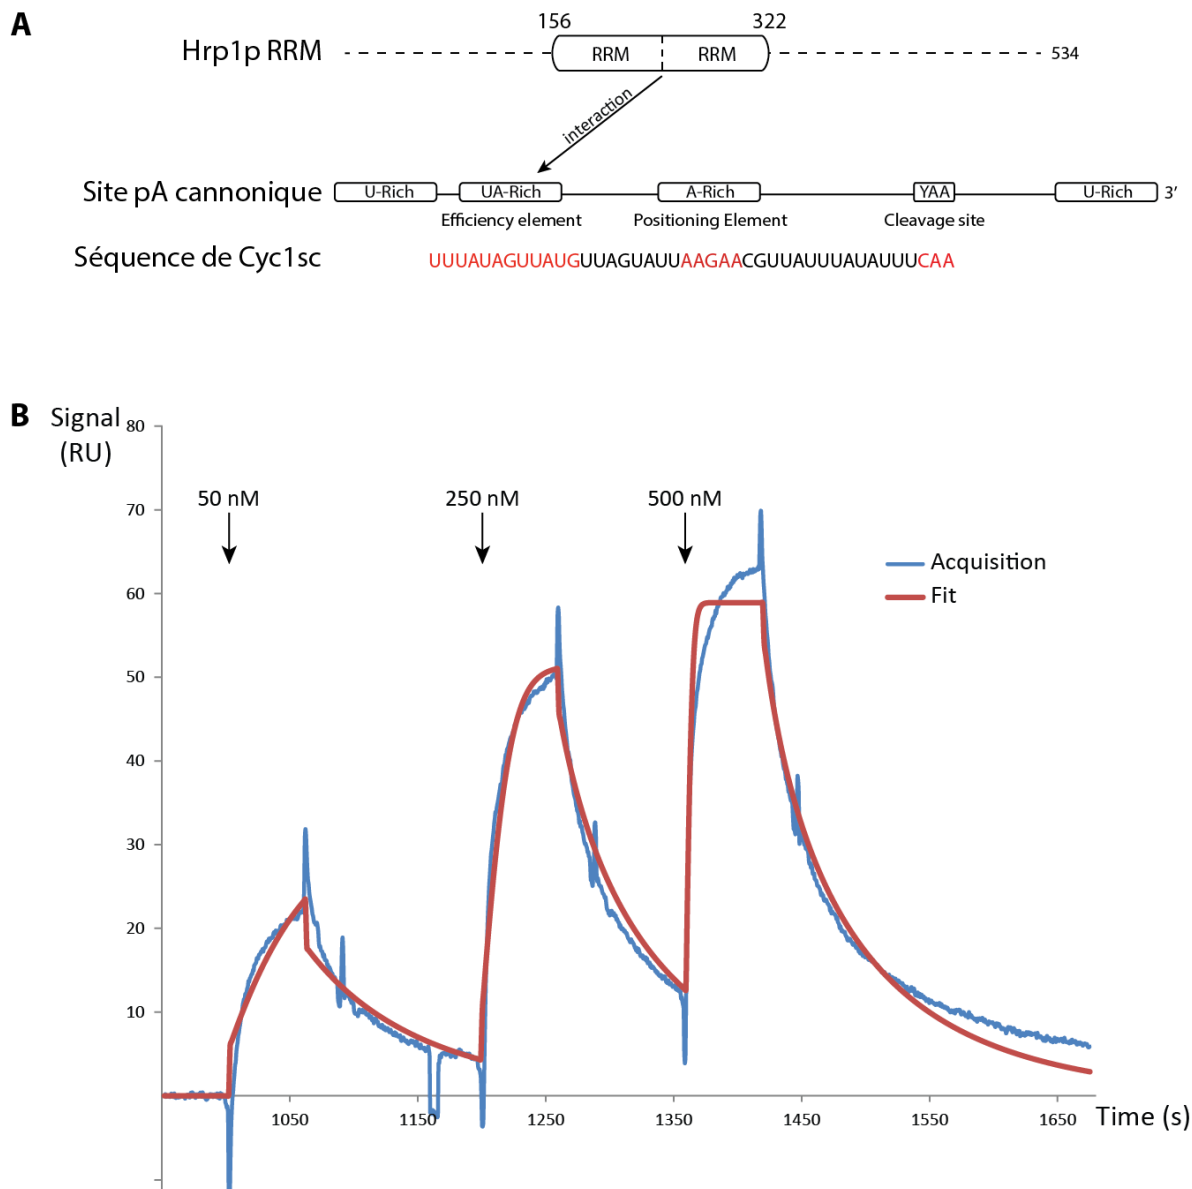 A
156 322
Hrp1p RRM
RRM RRM
534
interaction
Site pA cannonique
U-Rich UA-Rich A-Rich YAA U-Rich 3'
Efficiency element Positioning Element Cleavage site
Séquence de Cyc1sc
UUUAUAGUUAUGUUAGUAUUAAGAACGUUAUUUAUAUUUCAA
B
Signal
(RU)
80
70
60
50
40
30
20
10
50 nM 250 nM 500 nM
Acquisition
Fit
1050 1150 1250 1350 1450 1550 1650
Time (s)